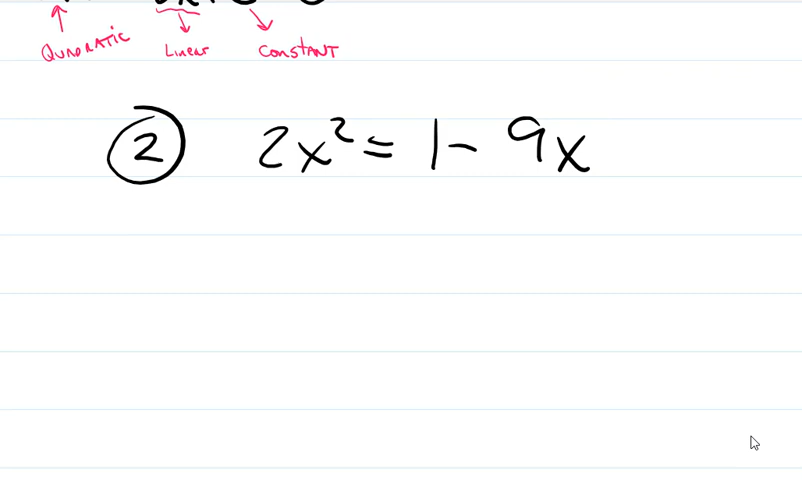 Quadratic Linear Constant
② 2x² = 1 - 9x